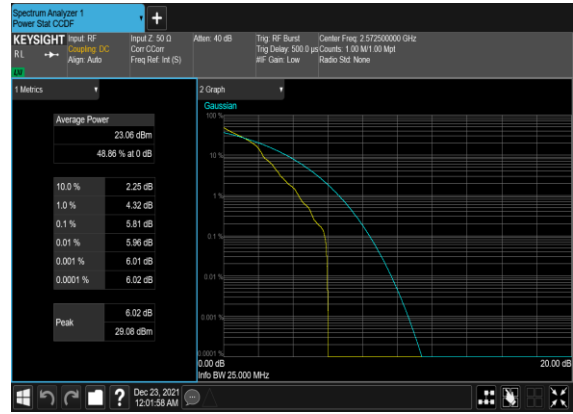 Spectrum Analyzer 1
Power Stat CCDF
+
KEYSIGHT
RL
LW
Input: RF
Coupling: DC
Align: Auto
Input Z: 50 Ω
Corr CCorr
Freq Ref: Int (S)
Atten: 40 dB
Trig: RF Burst
Trig Delay: 500.0 µs
#IF Gain: Low
Center Freq: 2.572500000 GHz
Counts: 1.00 M/1.00 Mpt
Radio Std: None
1 Metrics
Average Power
23.06 dBm
48.86 % at 0 dB
10.0 % 2.25 dB
1.0 % 4.32 dB
0.1 % 5.81 dB
0.01 % 5.96 dB
0.001 % 6.01 dB
0.0001 % 6.02 dB
Peak
6.02 dB
29.08 dBm
2 Graph
Gaussian
100 %
10 %
1 %
0.1 %
0.01 %
0.001 %
0.0001 %
0.00 dB
20.00 dB
Info BW 25.000 MHz
?
Dec 23, 2021
12:01:58 AM